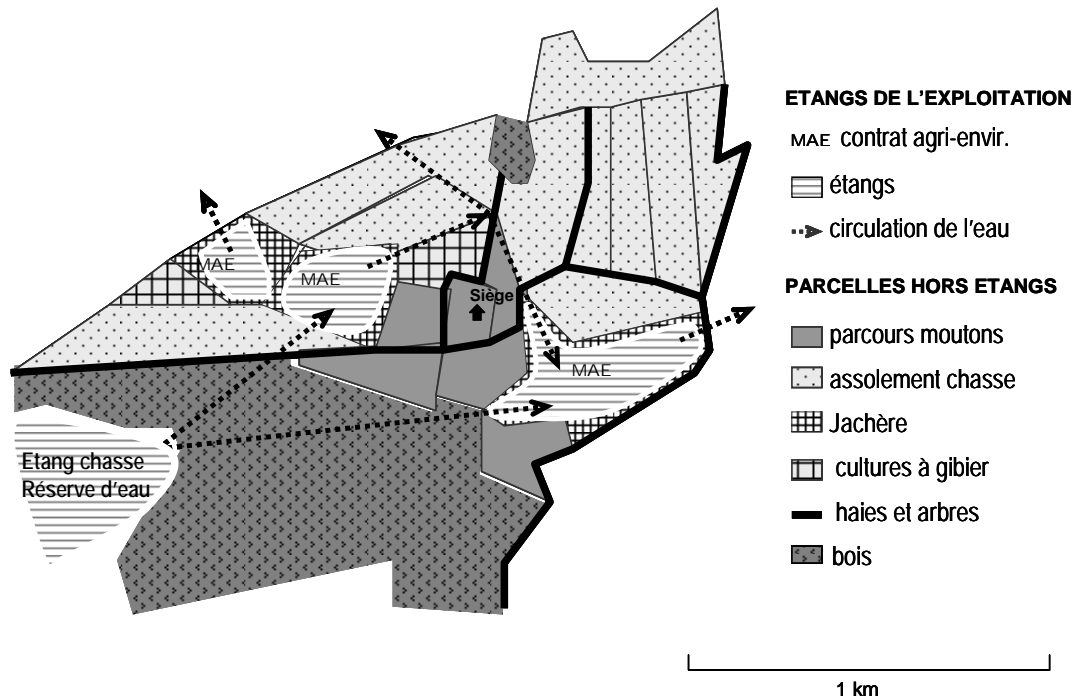 ETANGS DE L'EXPLOITATION
MAE contrat agri-envir.
étangs
circulation de l'eau
PARCELLES HORS ETANGS
parcours moutons
assolement chasse
Jachère
cultures à gibier
haies et arbres
bois
MAE
MAE
Siège
MAE
Etang chasse
Réserve d'eau
1 km